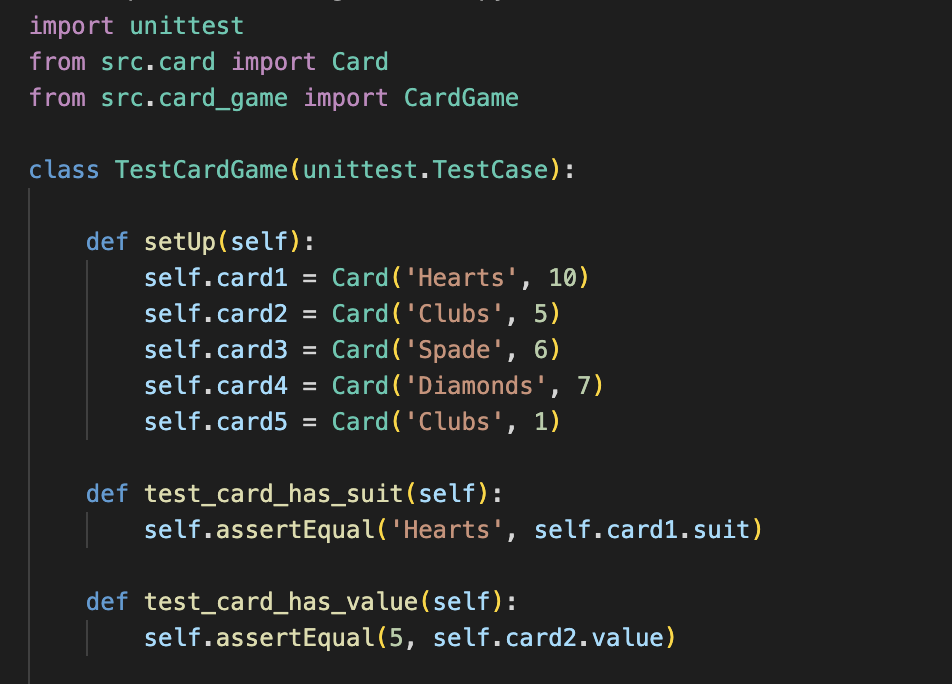 import unittest
from src.card import Card
from src.card_game import CardGame
class TestCardGame(unittest.TestCase):
def setUp(self):
self.card1 = Card('Hearts', 10)
self.card2 = Card('Clubs', 5)
self.card3 = Card('Spade', 6)
self.card4 = Card('Diamonds', 7)
self.card5 = Card('Clubs', 1)
def test_card_has_suit(self):
self.assertEqual('Hearts', self.card1.suit)
def test_card_has_value(self):
self.assertEqual(5, self.card2.value)